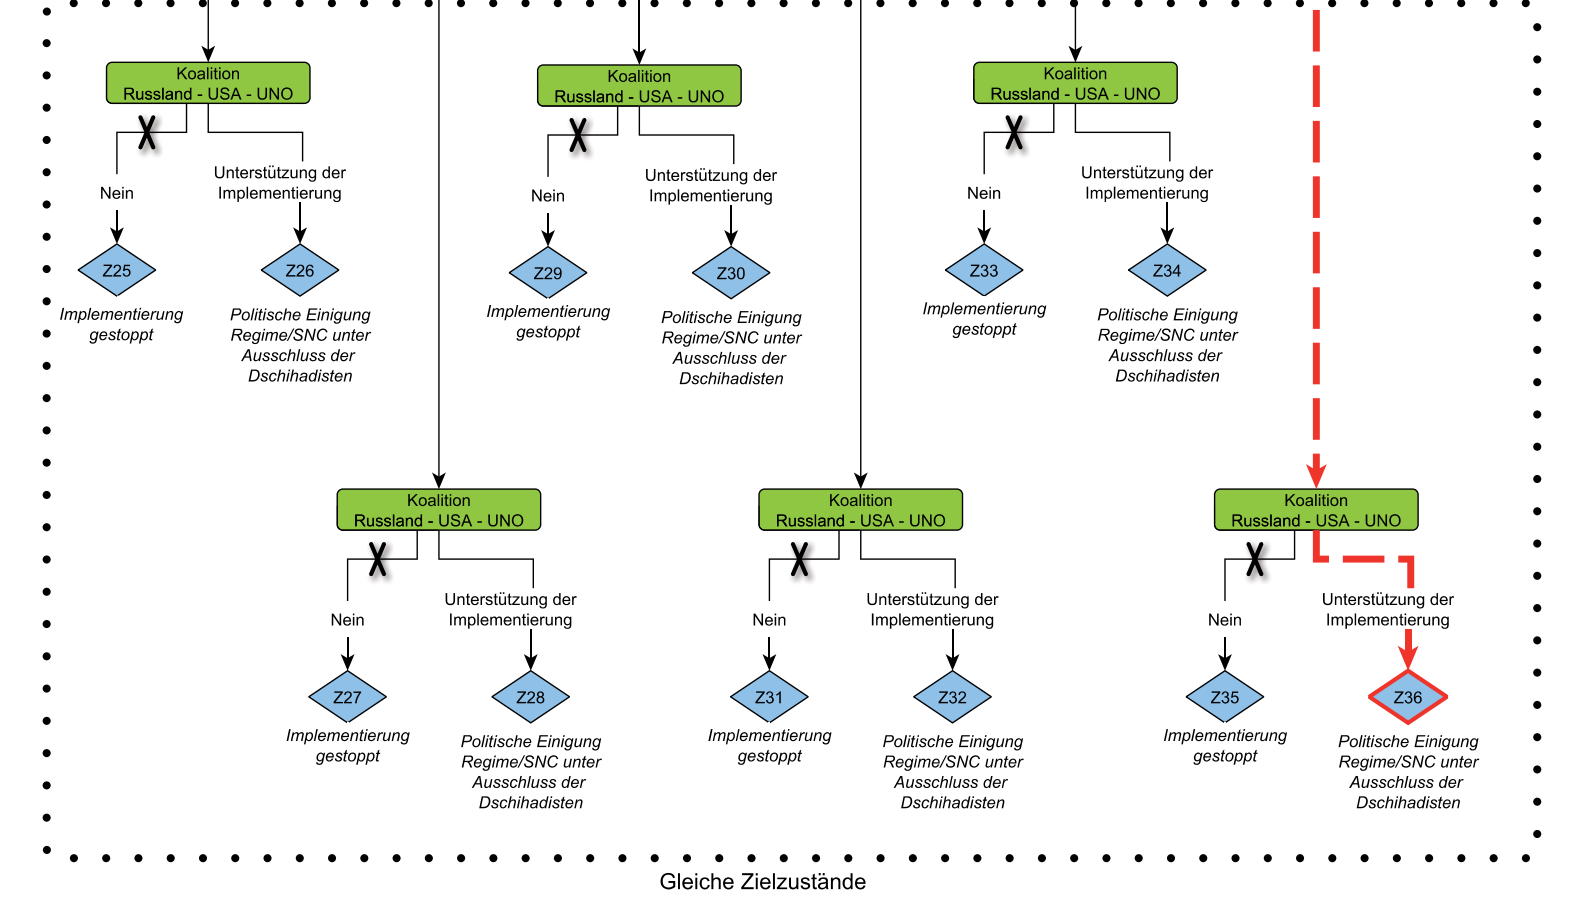 Koalition
Russland - USA - UNO
Nein
Unterstützung der
Implementierung
Z25
Z26
Implementierung
gestoppt
Politische Einigung
Regime/SNC unter
Ausschluss der
Dschihadisten
Koalition
Russland - USA - UNO
Nein
Unterstützung der
Implementierung
Z29
Z30
Implementierung
gestoppt
Politische Einigung
Regime/SNC unter
Ausschluss der
Dschihadisten
Koalition
Russland - USA - UNO
Nein
Unterstützung der
Implementierung
Z33
Z34
Implementierung
gestoppt
Politische Einigung
Regime/SNC unter
Ausschluss der
Dschihadisten
Koalition
Russland - USA - UNO
Nein
Unterstützung der
Implementierung
Z27
Z28
Implementierung
gestoppt
Politische Einigung
Regime/SNC unter
Ausschluss der
Dschihadisten
Koalition
Russland - USA - UNO
Nein
Unterstützung der
Implementierung
Z31
Z32
Implementierung
gestoppt
Politische Einigung
Regime/SNC unter
Ausschluss der
Dschihadisten
Koalition
Russland - USA - UNO
Nein
Unterstützung der
Implementierung
Z35
Z36
Implementierung
gestoppt
Politische Einigung
Regime/SNC unter
Ausschluss der
Dschihadisten
Gleiche Zielzustände